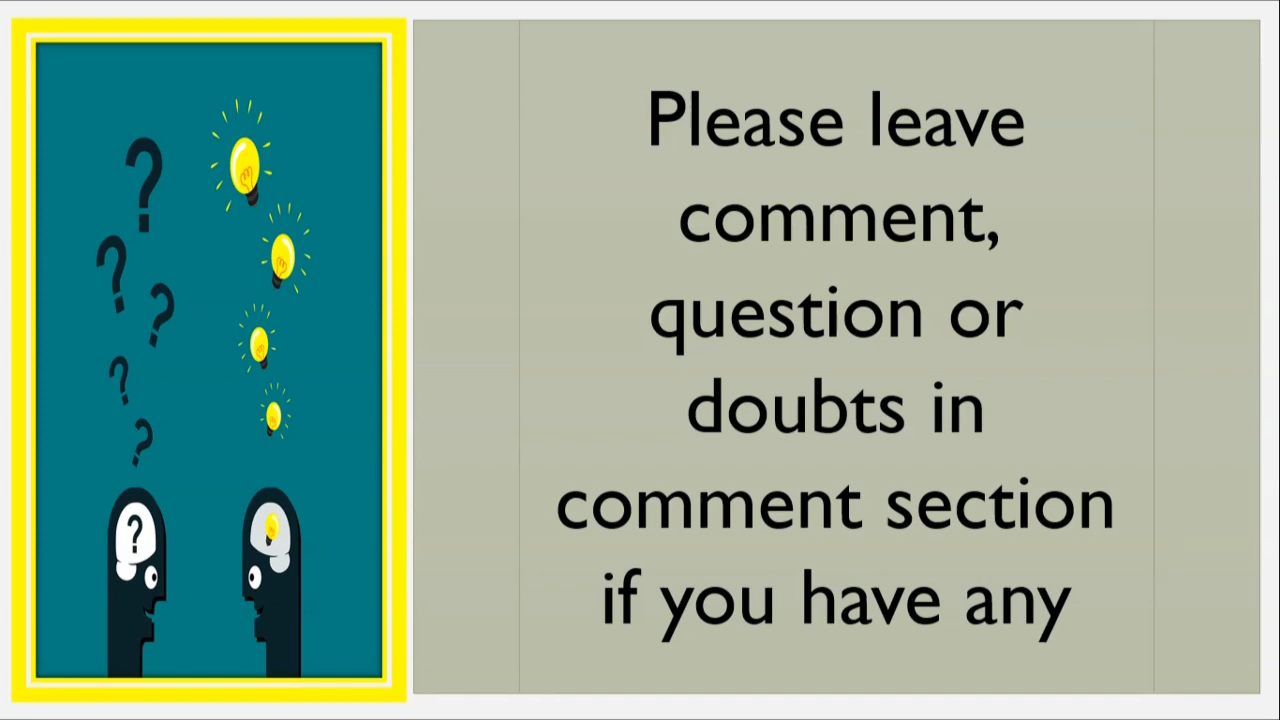 Please leave
comment,
question or
doubts in
comment section
if you have any